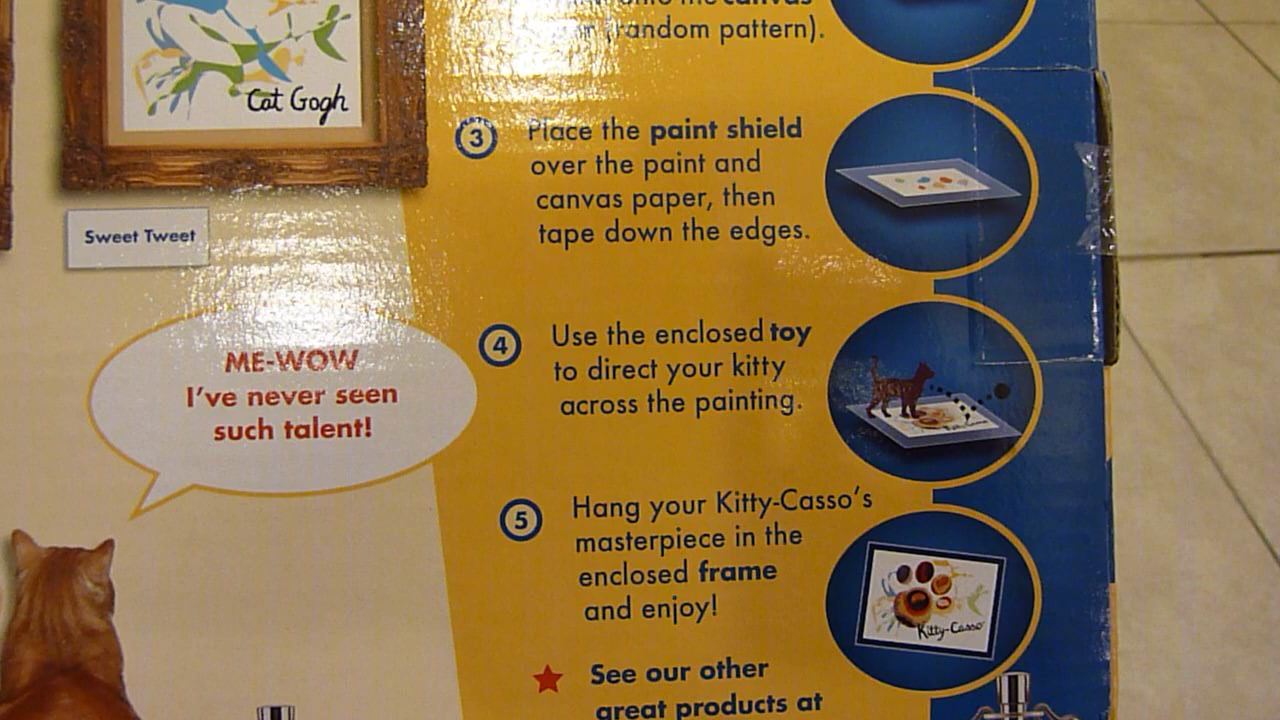 Cat Gogh
Sweet Tweet
ME-WOW
I've never seen
such talent!
canvas
(random pattern).
3 Place the paint shield
over the paint and
canvas paper, then
tape down the edges.
4 Use the enclosed toy
to direct your kitty
across the painting.
5 Hang your Kitty-Casso's
masterpiece in the
enclosed frame
and enjoy!
Kitty-Casso
See our other
great products at